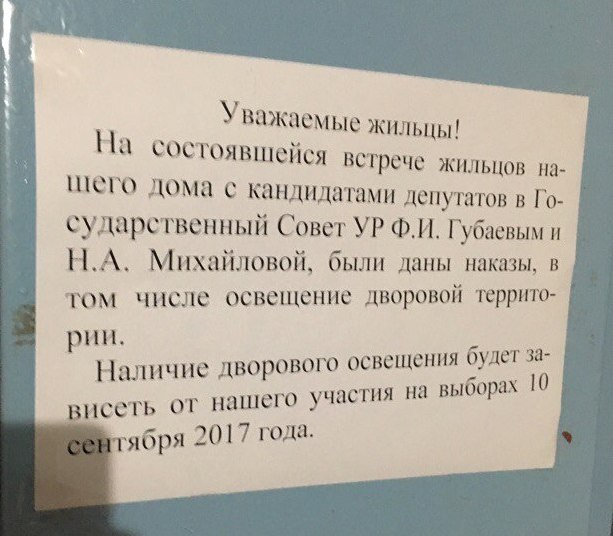 Уважаемые жильцы!
На состоявшейся встрече жильцов на-
шего дома с кандидатами депутатов в Го-
сударственный Совет УР Ф.И. Губаевым и
Н.А. Михайловой, были даны наказы, в
том числе освещение дворовой террито-
рии.
Наличие дворового освещения будет за-
висеть от нашего участия на выборах 10
сентября 2017 года.